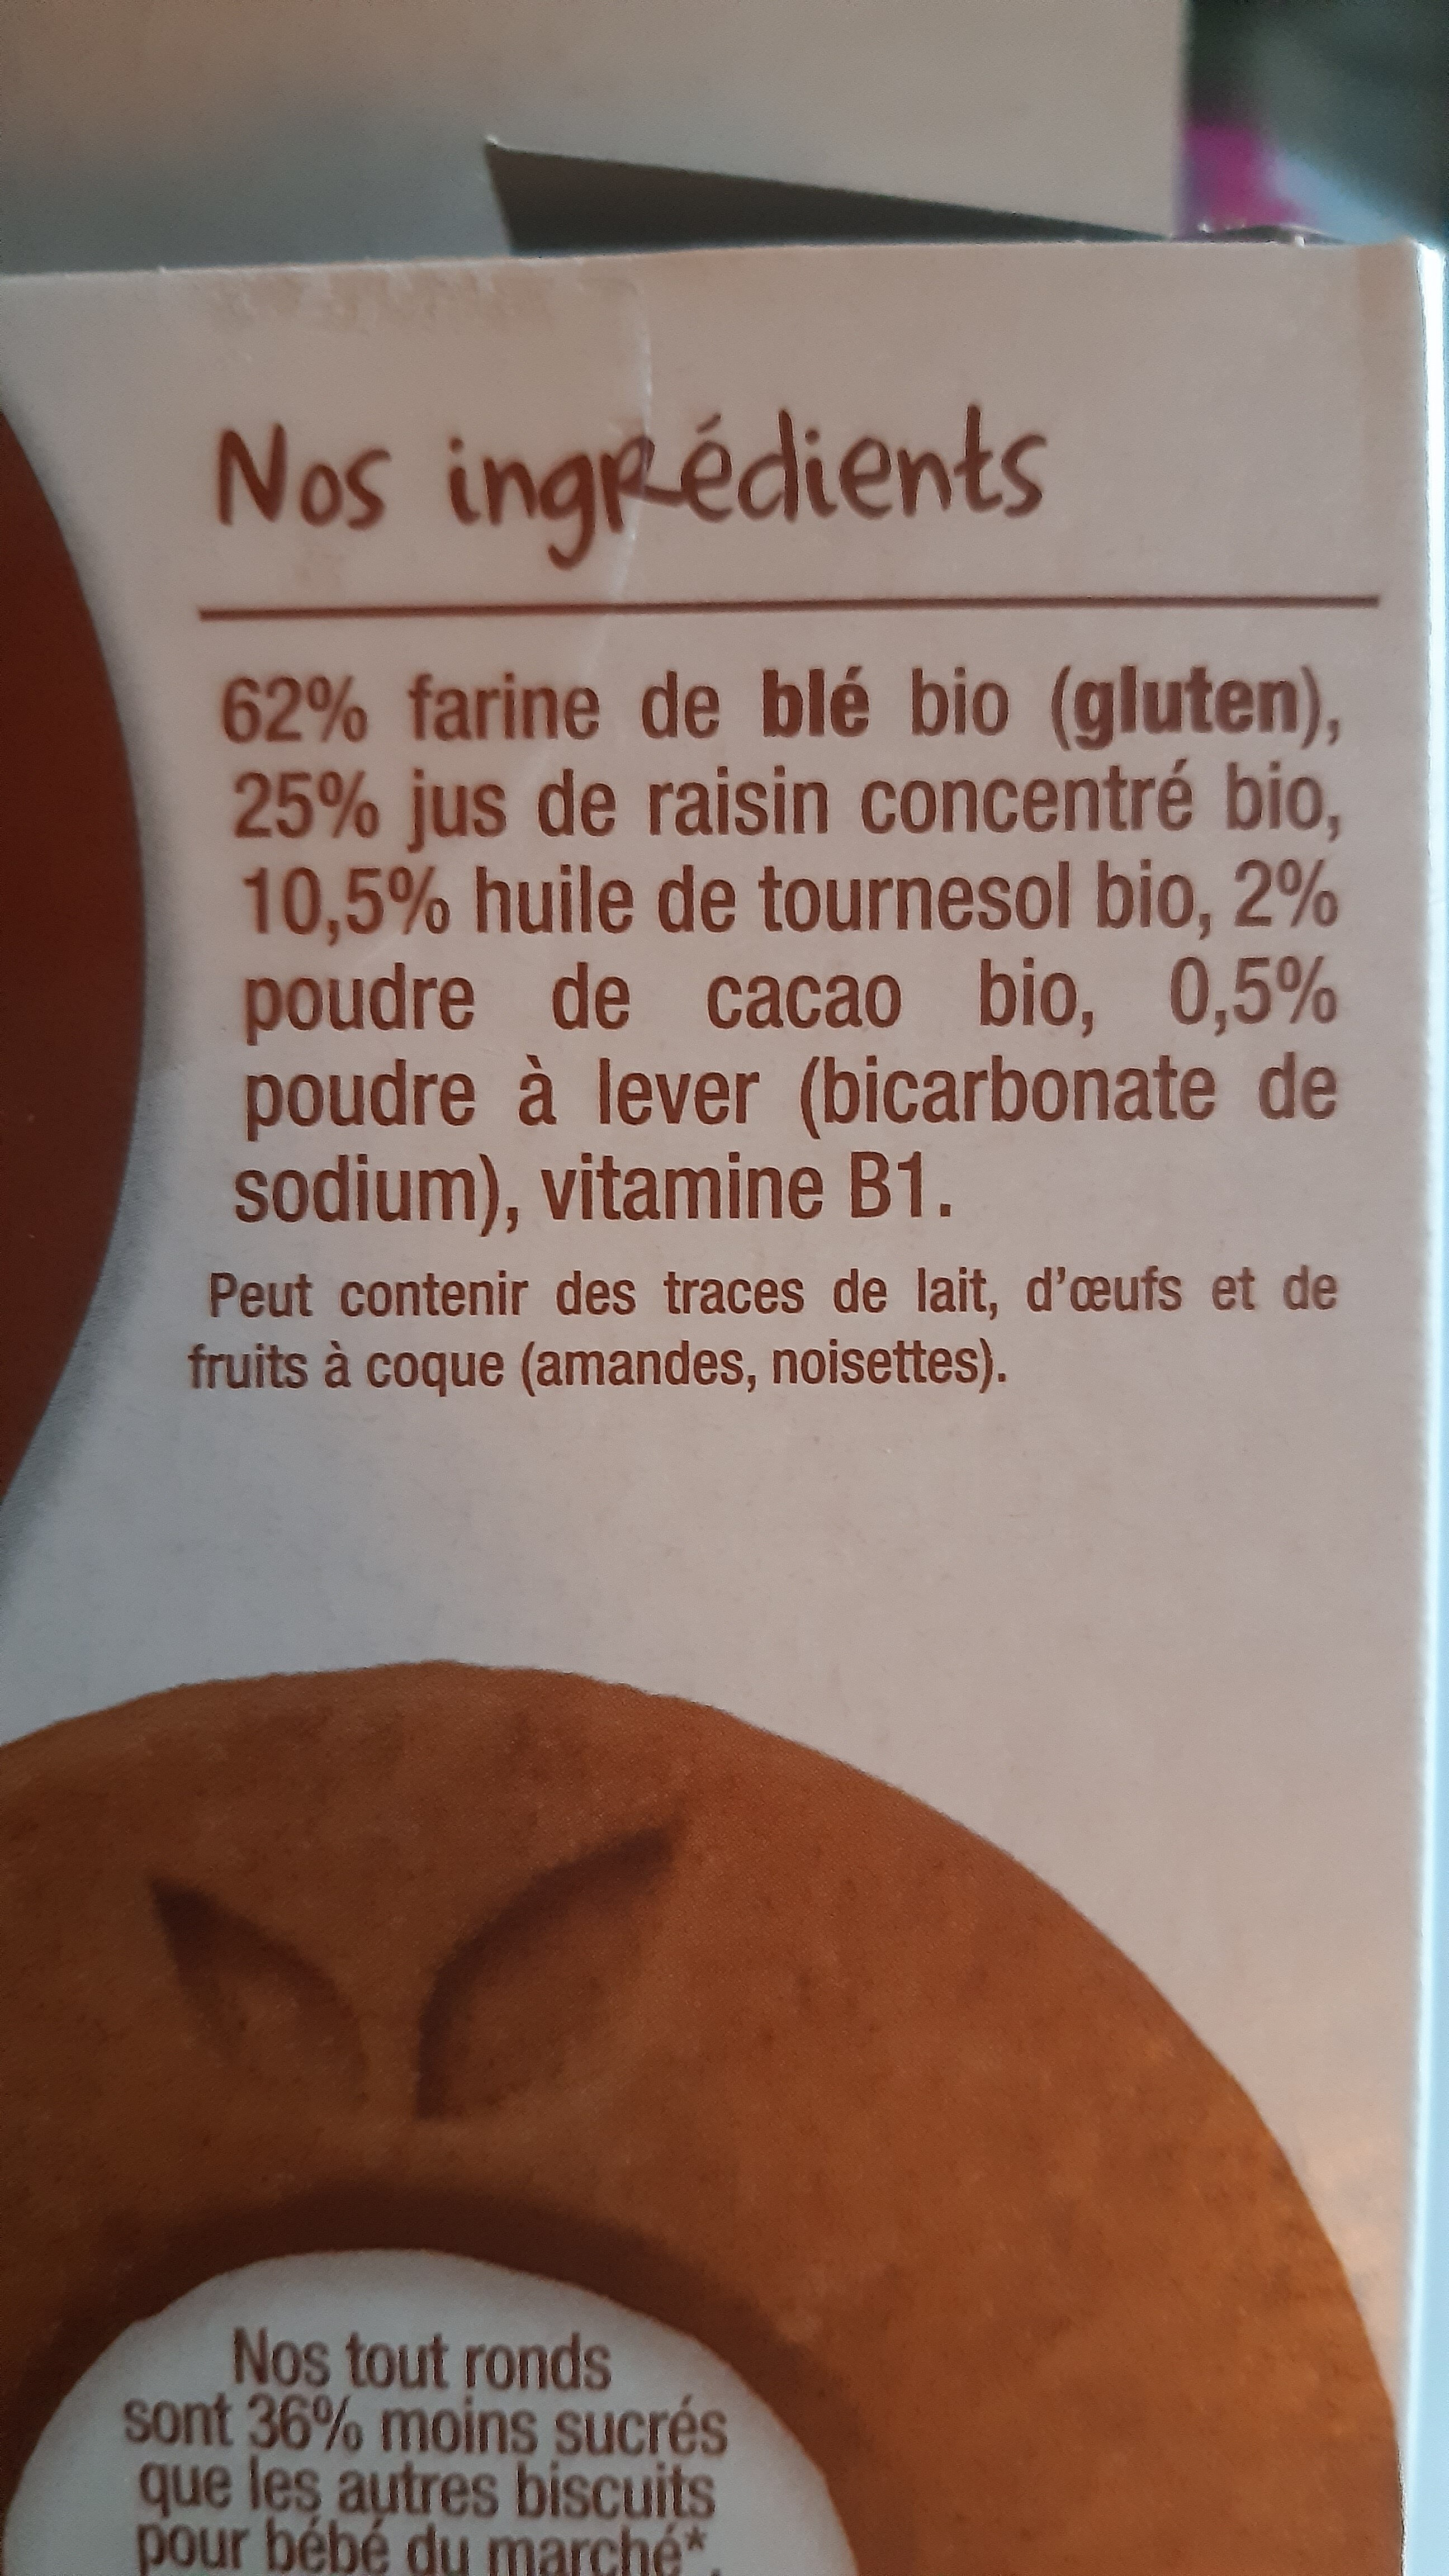 Nos ingrédients
62% farine de blé bio (gluten),
25% jus de raisin concentré bio,
10,5% huile de tournesol bio, 2%
poudre de cacao bio, 0,5%
poudre à lever (bicarbonate de
sodium), vitamine B1.
Peut contenir des traces de lait, d'œufs et de
fruits à coque (amandes, noisettes).
Nos tout ronds
sont 36% moins sucrés
que les autres biscuits
pour bébé du marché*.